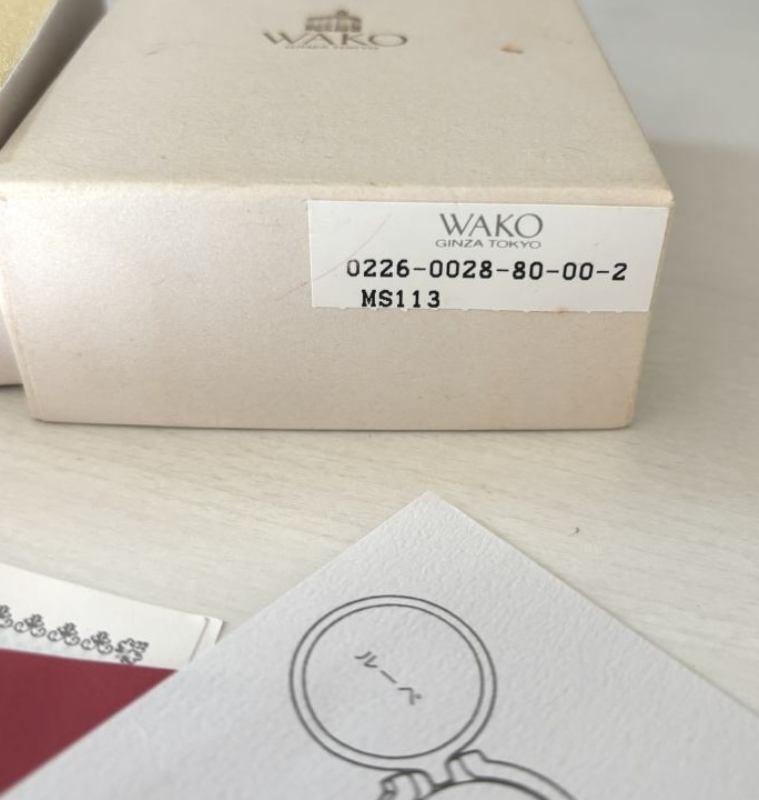 WAKO
GINZA TOKYO
WAKO
GINZA TOKYO
0226-0028-80-00-2
MS113
ルーペ